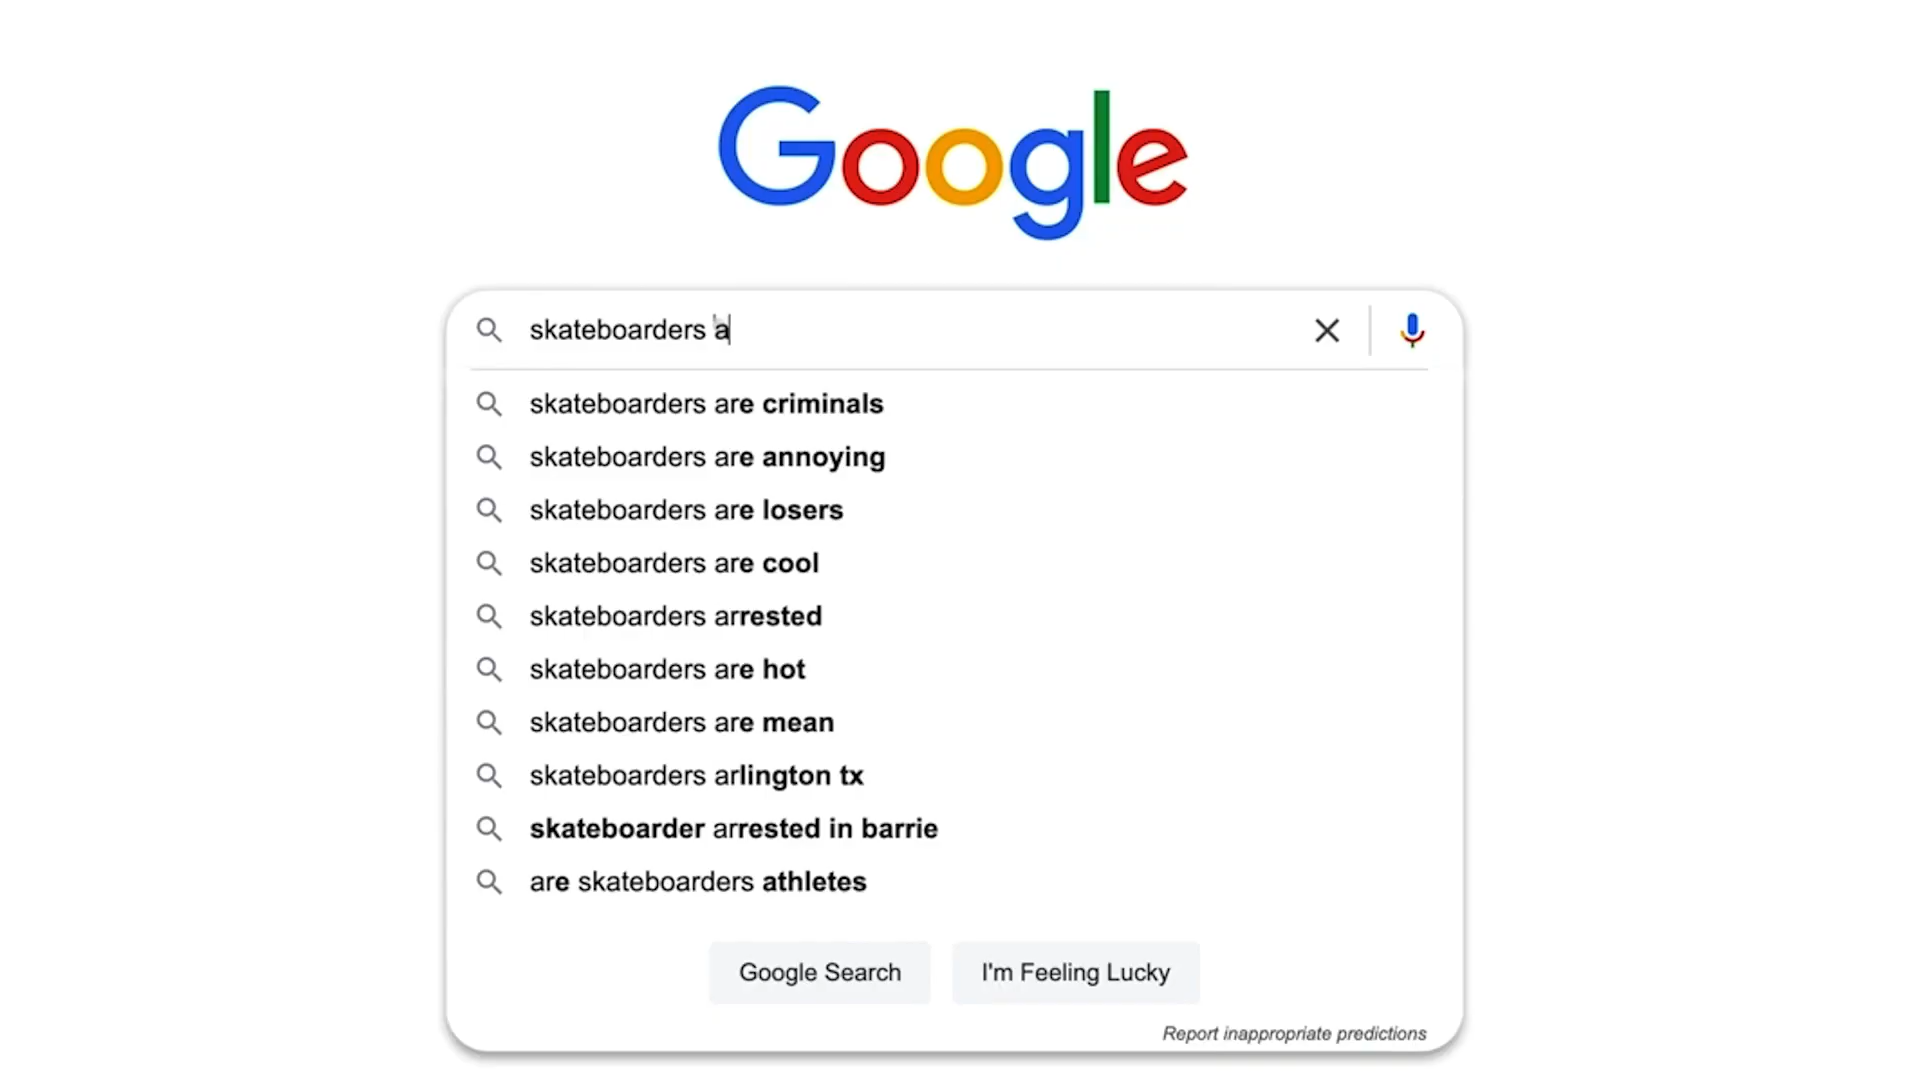 Google
skateboarders a
skateboarders are criminals
skateboarders are annoying
skateboarders are losers
skateboarders are cool
skateboarders arrested
skateboarders are hot
skateboarders are mean
skateboarders arlington tx
skateboarder arrested in barrie
are skateboarders athletes
Google Search
I'm Feeling Lucky
Report inappropriate predictions